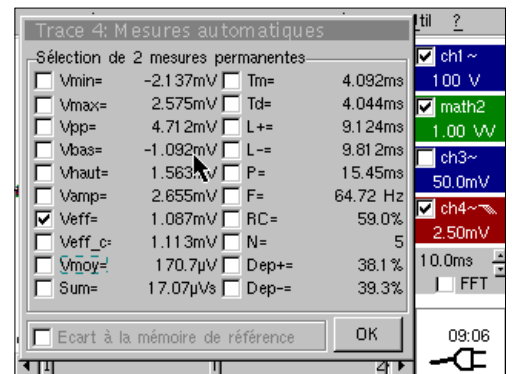 Trace 4: Mesures automatiques
Sélection de 2 mesures permanentes
Vmin= -2.137mV Tm= 4.092ms
Vmax= 2.575mV Td= 4.044ms
Vpp= 4.712mV L+= 9.124ms
Vbas= -1.092mV L-= 9.812ms
Vhaut= P= 15.45ms
Vamp= 2.655mV F= 64.72 Hz
Veff= 1.087mV RC= 59.0%
Veff_c= 1.113mV N= 5
Vmoy= 170.7µV Dep+= 38.1%
Sum= 17.07µVs Dep-= 39.3%
Ecart à la mémoire de référence
OK
til ?
ch1~
100 V
math2
1.00 VV
ch3~
50.0mV
ch4~
2.50mV
10.0ms
FFT
09:06